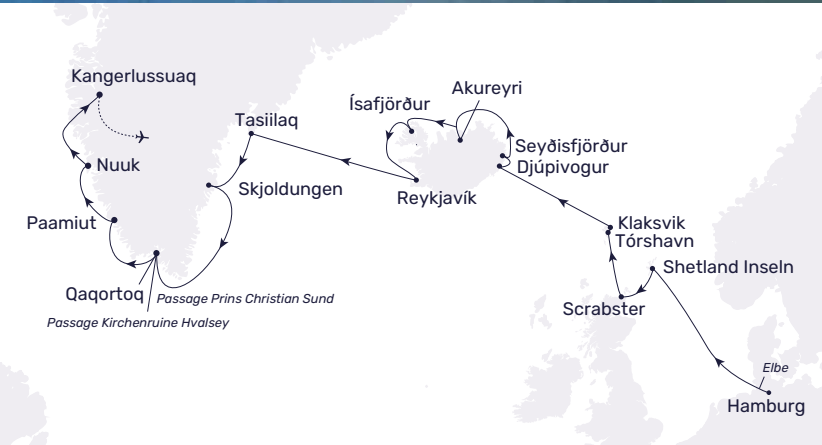 Kangerlussuaq
Akureyri
Ísafjörður
Tasiilaq
Seyðisfjörður
Djúpivogur
Nuuk
Skjoldungen
Reykjavík
Paamiut
Klaksvik
Tórshavn
Shetland Inseln
Qaqortoq
Passage Prins Christian Sund
Scrabster
Passage Kirchenruine Hvalsey
Elbe
Hamburg